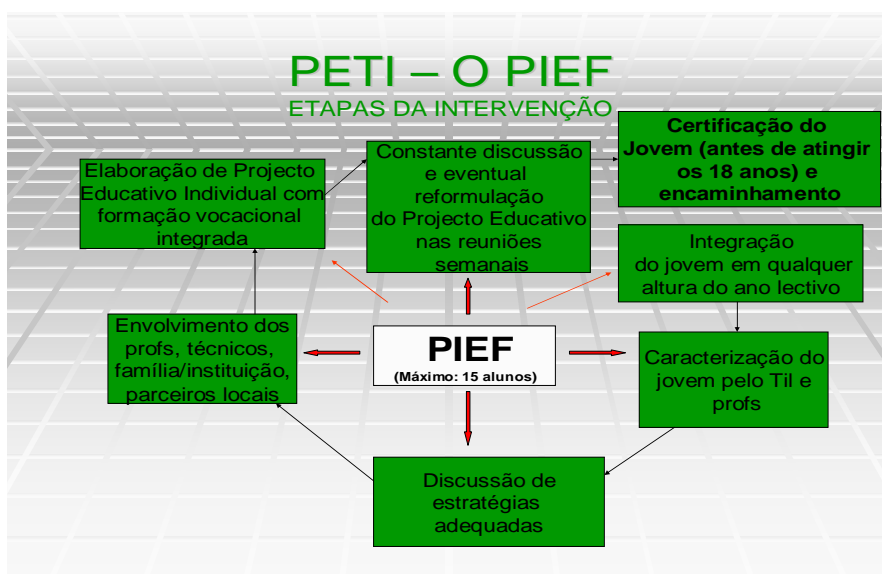 PETI – O PIEF
ETAPAS DA INTERVENÇÃO
Certificação do
Jovem (antes de atingir
os 18 anos) e
encaminhamento
Constante discussão
e eventual
reformulação
do Projecto Educativo
nas reuniões
semanais
Elaboração de Projecto
Educativo Individual com
formação vocacional
integrada
Integração
do jovem em qualquer
altura do ano lectivo
Envolvimento dos
profs, técnicos,
família/instituição,
parceiros locais
PIEF
(Máximo: 15 alunos)
Caracterização do
jovem pelo Til e
profs
Discussão de
estratégias
adequadas